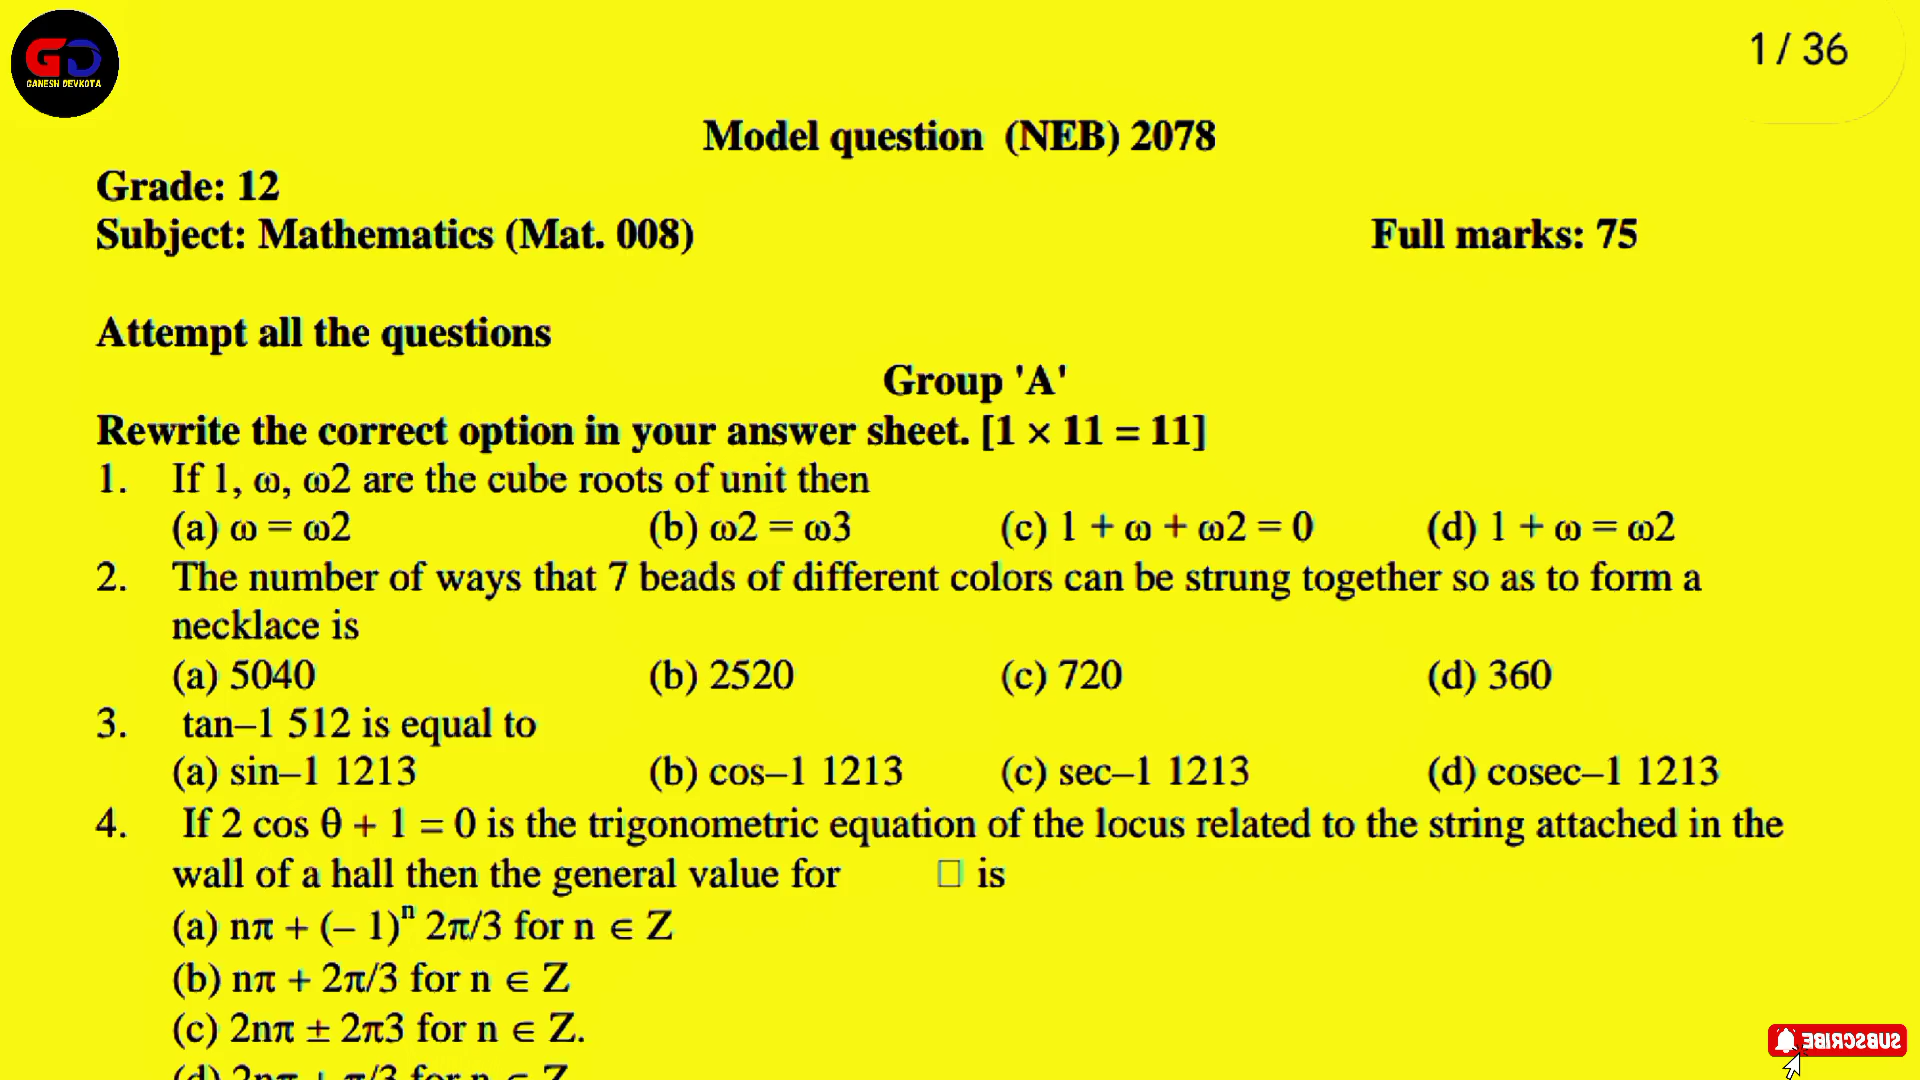 GD
GANESH DEVKOTA
1 / 36
Model question (NEB) 2078
Grade: 12
Subject: Mathematics (Mat. 008) Full marks: 75
Attempt all the questions
Group 'A'
Rewrite the correct option in your answer sheet. [1 × 11 = 11]
1. If 1, ω, ω2 are the cube roots of unit then
(a) ω = ω2 (b) ω2 = ω3 (c) 1 + ω + ω2 = 0 (d) 1 + ω = ω2
2. The number of ways that 7 beads of different colors can be strung together so as to form a
necklace is
(a) 5040 (b) 2520 (c) 720 (d) 360
3. tan–1 512 is equal to
(a) sin–1 1213 (b) cos–1 1213 (c) sec–1 1213 (d) cosec–1 1213
4. If 2 cos θ + 1 = 0 is the trigonometric equation of the locus related to the string attached in the
wall of a hall then the general value for □ is
(a) nπ + (– 1)ⁿ 2π/3 for n ∈ Z
(b) nπ + 2π/3 for n ∈ Z
(c) 2nπ ± 2π3 for n ∈ Z.
SUBSCRIBE